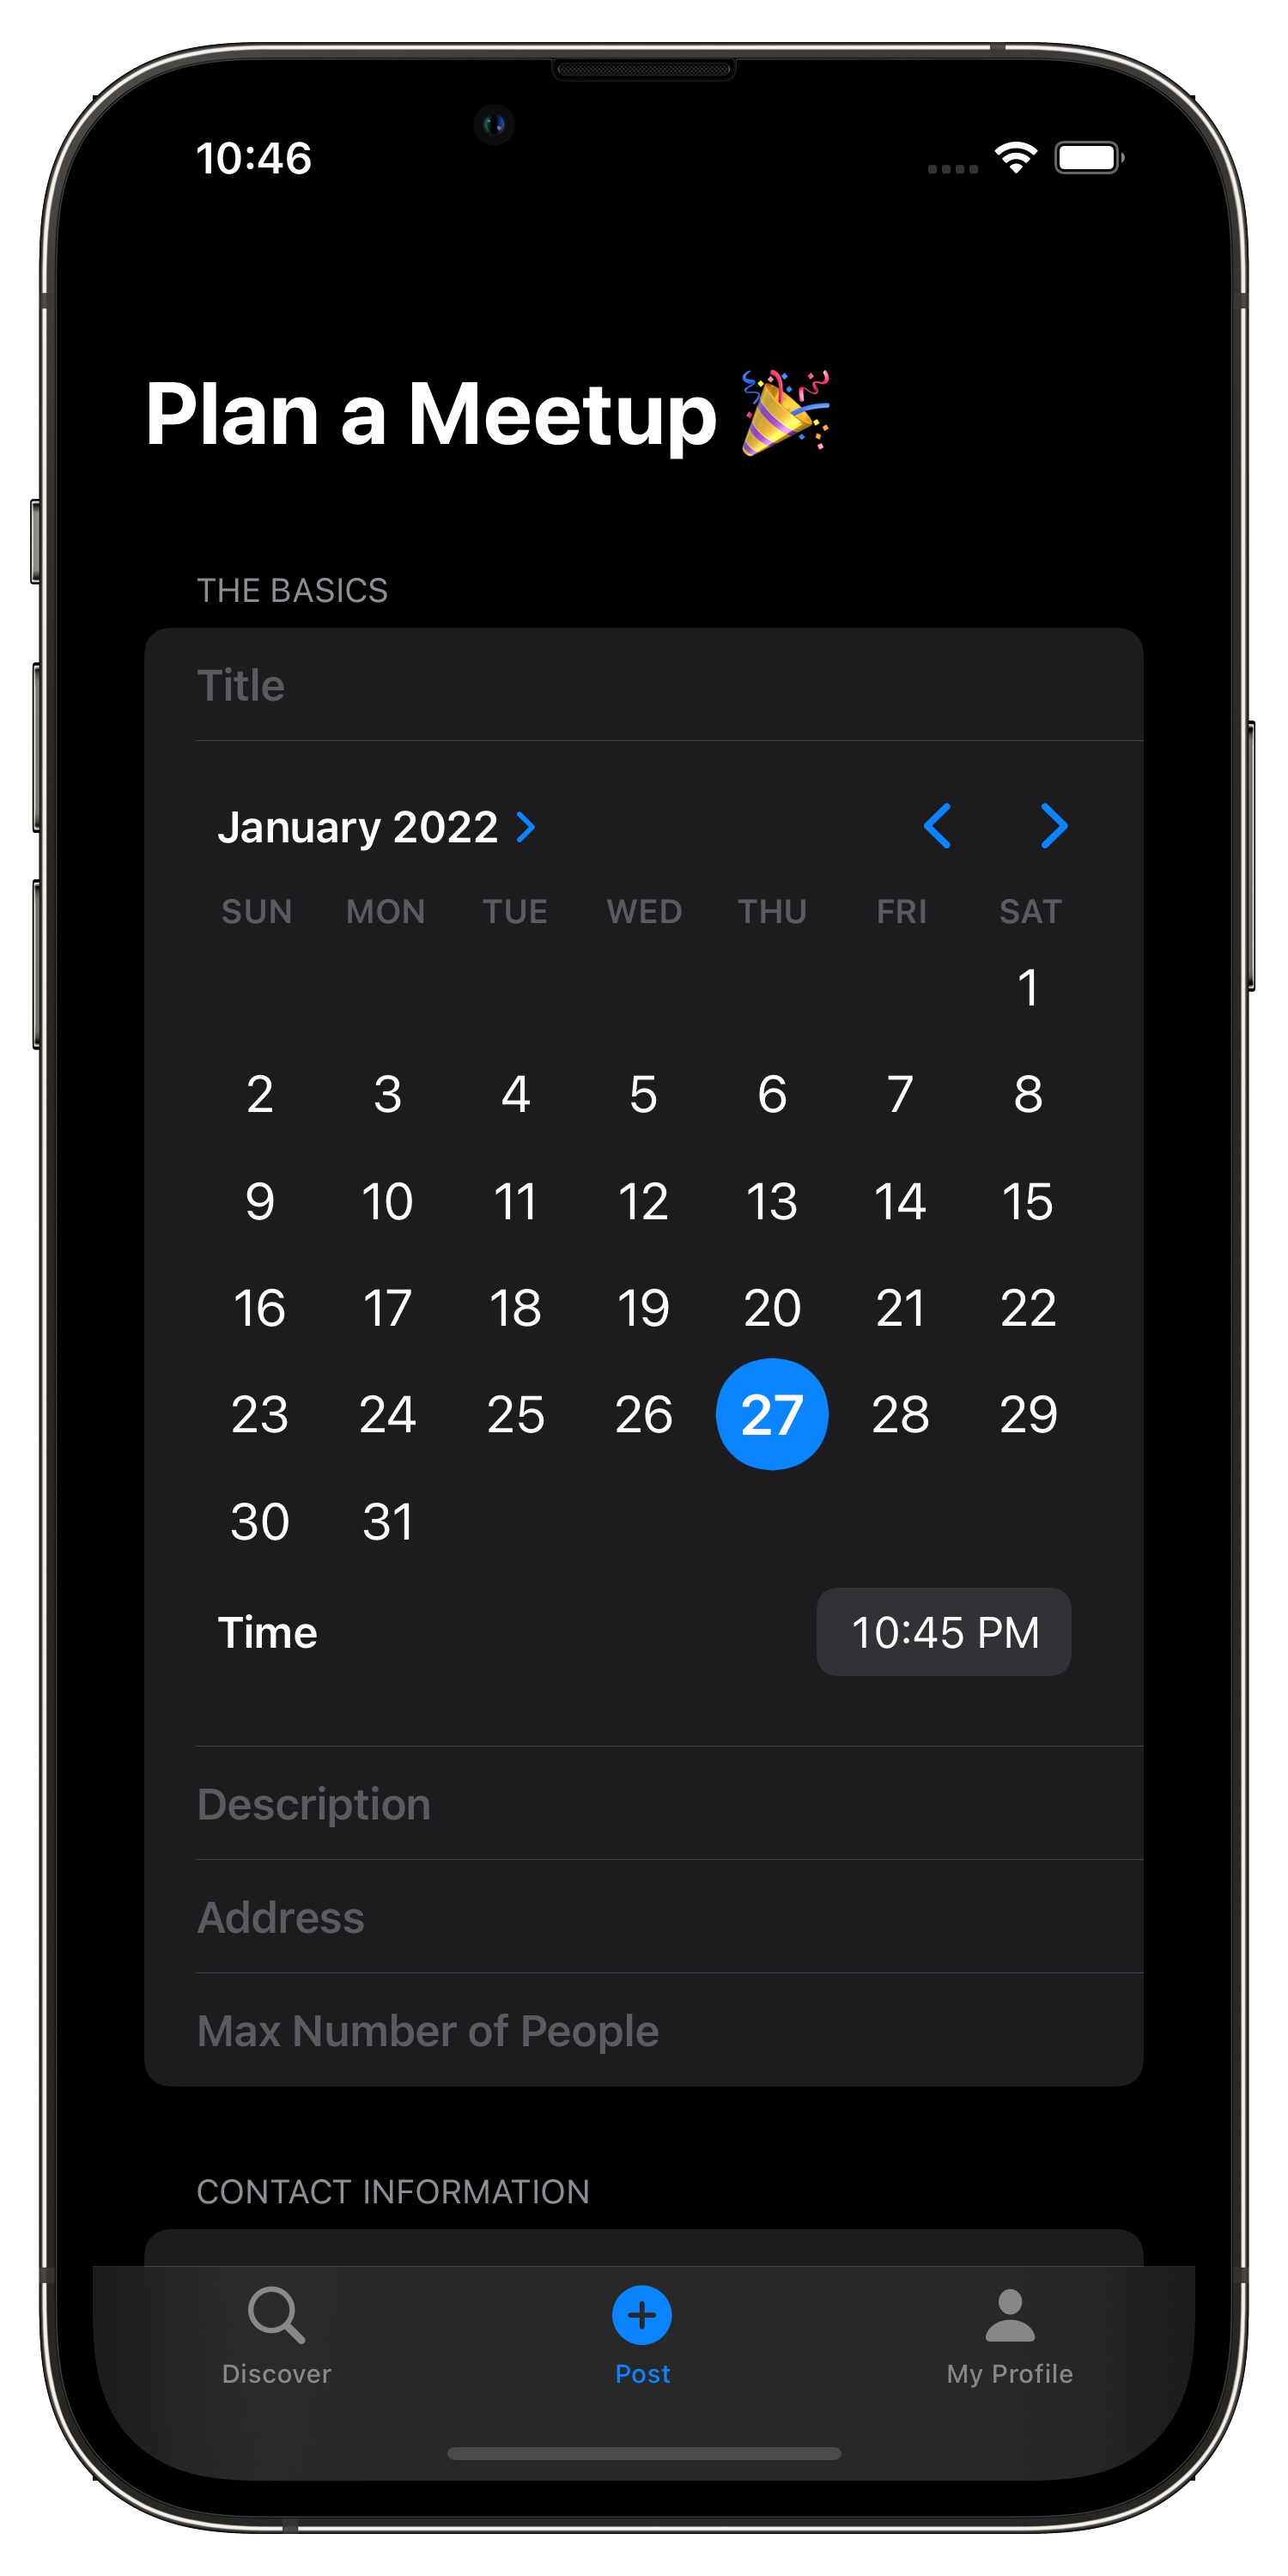 10:46
Plan a Meetup 🎉
THE BASICS
Title
January 2022
SUN MON TUE WED THU FRI SAT
1
2 3 4 5 6 7 8
9 10 11 12 13 14 15
16 17 18 19 20 21 22
23 24 25 26 27 28 29
30 31
Time 10:45 PM
Description
Address
Max Number of People
CONTACT INFORMATION
Discover Post My Profile